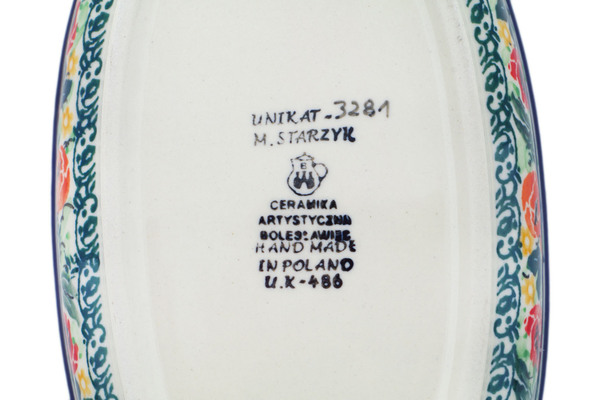 UNIKAT-3281
M.STARZYK
B
CERAMIKA
ARTYSTYCZNA
BOLESŁAWIEC
HAND MADE
IN POLAND
U.K-486